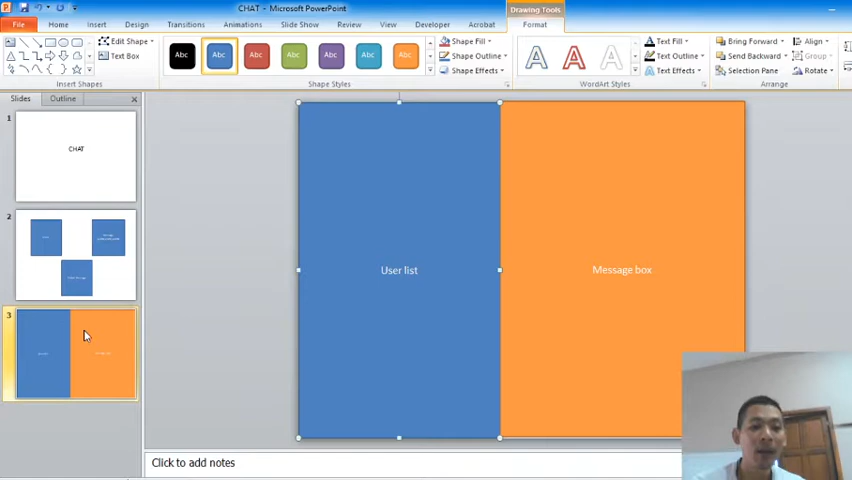 CHAT - Microsoft PowerPoint
Drawing Tools
File Home Insert Design Transitions Animations Slide Show Review View Developer Acrobat Format
Edit Shape
Text Box
Insert Shapes
Abc Abc Abc Abc Abc Abc Abc
Shape Styles
Shape Fill
Shape Outline
Shape Effects
A A A
WordArt Styles
Text Fill
Text Outline
Text Effects
Bring Forward
Send Backward
Selection Pane
Align
Group
Rotate
Arrange
Slides Outline
1
CHAT
2
3
User list
Message box
Click to add notes